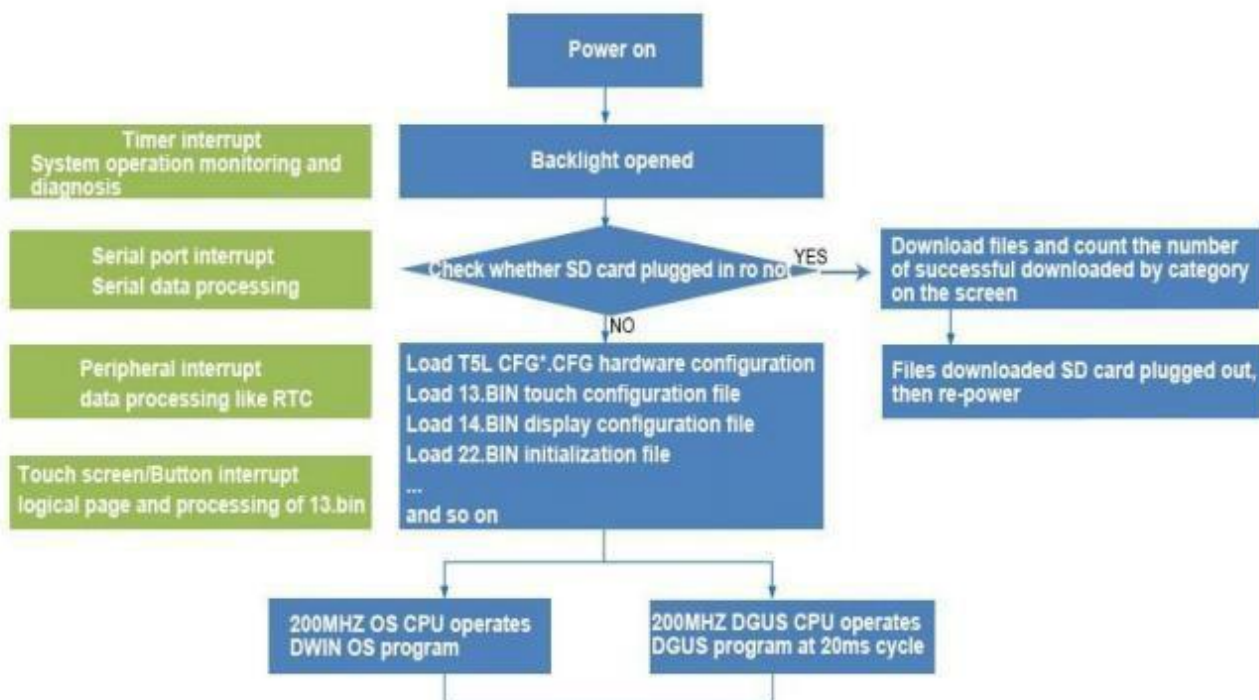 Power on
Timer interrupt
System operation monitoring and
diagnosis
Backlight opened
Serial port interrupt
Serial data processing
Check whether SD card plugged in ro not
YES
Download files and count the number
of successful downloaded by category
on the screen
NO
Peripheral interrupt
data processing like RTC
Load T5L CFG*.CFG hardware configuration
Load 13.BIN touch configuration file
Load 14.BIN display configuration file
Load 22.BIN initialization file
...
and so on
Files downloaded SD card plugged out,
then re-power
Touch screen/Button interrupt
logical page and processing of 13.bin
200MHZ OS CPU operates
DWIN OS program
200MHZ DGUS CPU operates
DGUS program at 20ms cycle